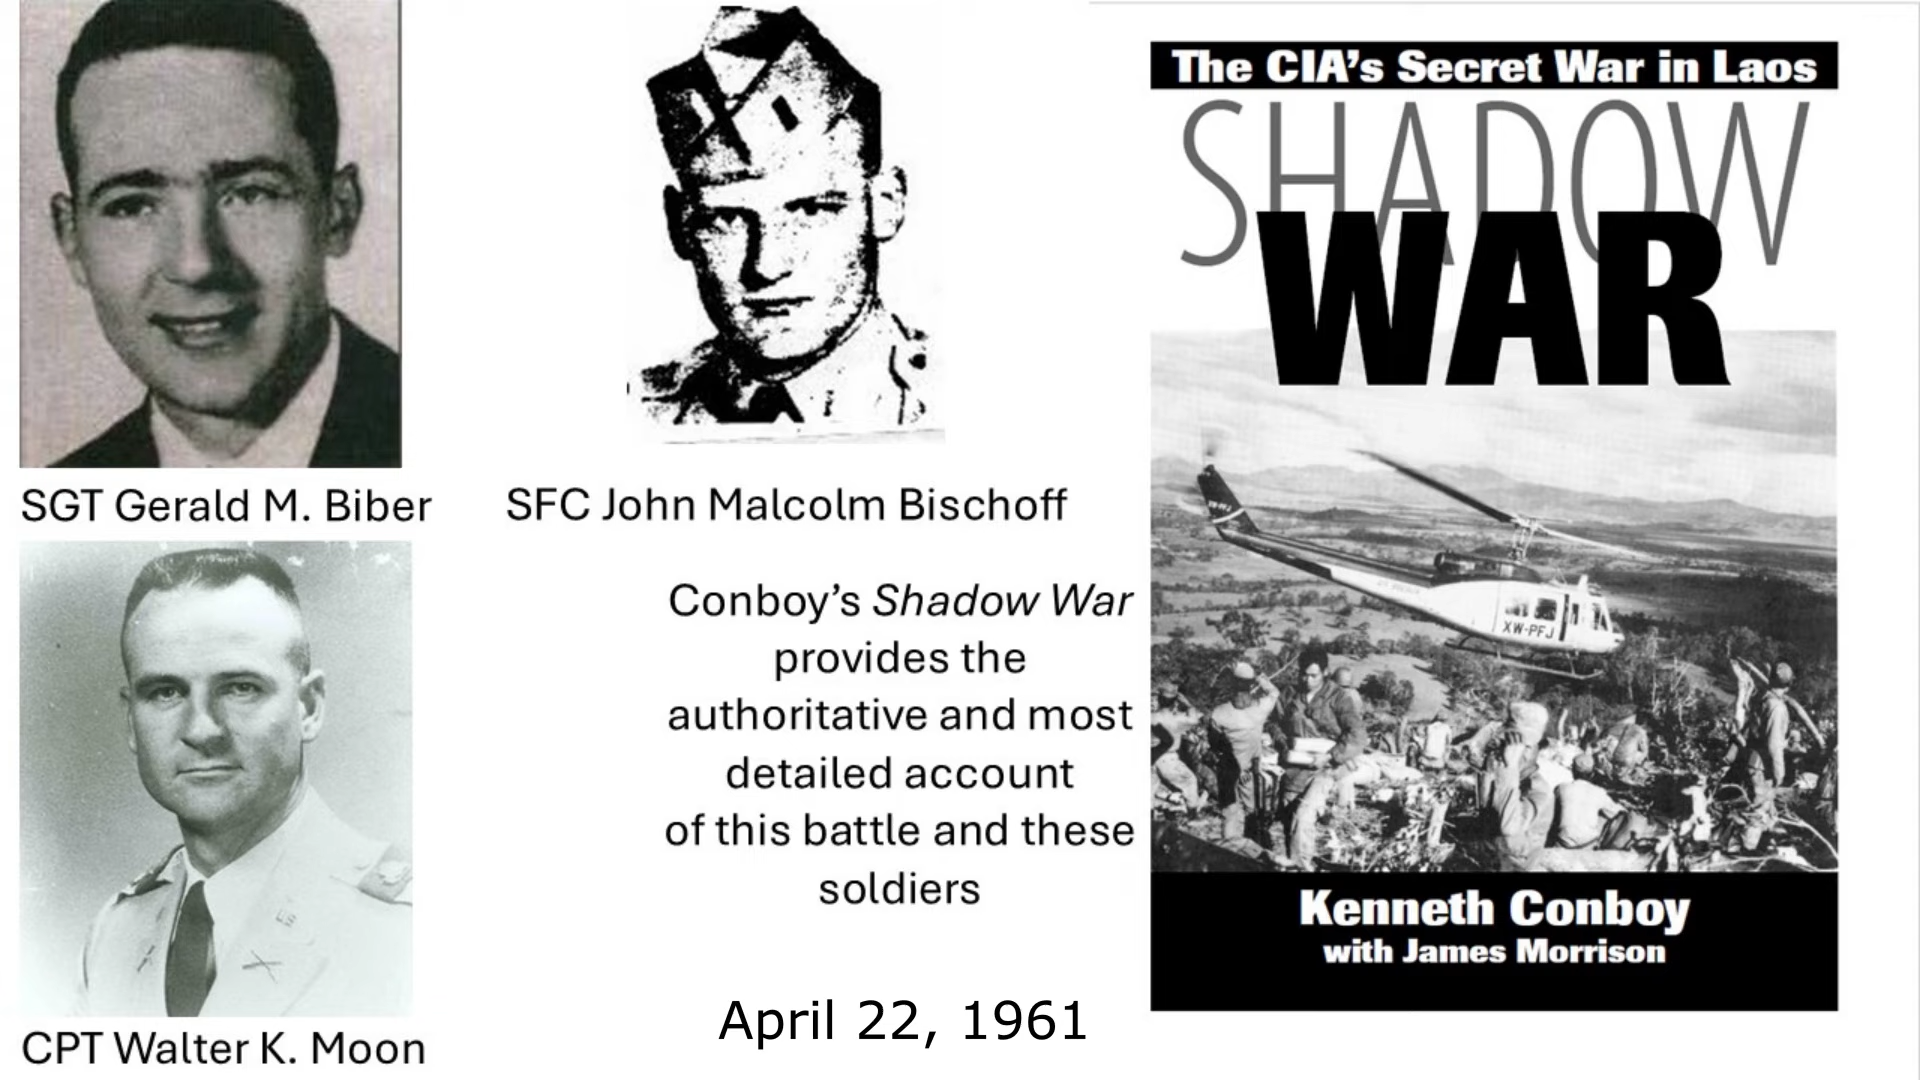 SGT Gerald M. Biber
SFC John Malcolm Bischoff
CPT Walter K. Moon
Conboy's Shadow War
provides the
authoritative and most
detailed account
of this battle and these
soldiers
April 22, 1961
The CIA's Secret War in Laos
SHADOW
WAR
XW-PFJ
Kenneth Conboy
with James Morrison